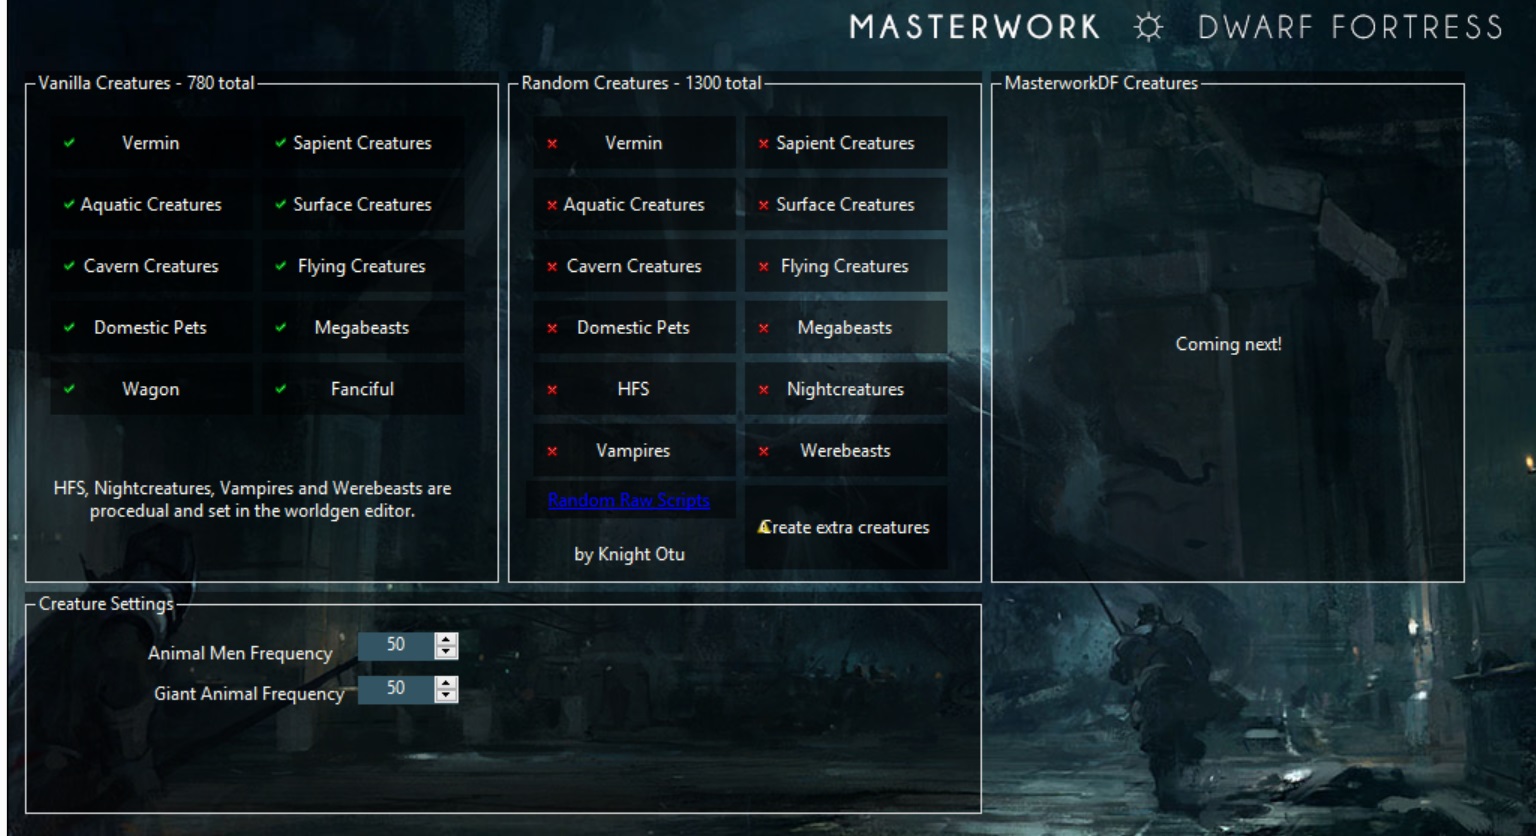 MASTERWORK ☼ DWARF FORTRESS
Vanilla Creatures - 780 total
Vermin
Sapient Creatures
Aquatic Creatures
Surface Creatures
Cavern Creatures
Flying Creatures
Domestic Pets
Megabeasts
Wagon
Fanciful
HFS, Nightcreatures, Vampires and Werebeasts are
procedual and set in the worldgen editor.
Random Creatures - 1300 total
Vermin
Sapient Creatures
Aquatic Creatures
Surface Creatures
Cavern Creatures
Flying Creatures
Domestic Pets
Megabeasts
HFS
Nightcreatures
Vampires
Werebeasts
Random Raw Scripts
Create extra creatures
by Knight Otu
MasterworkDF Creatures
Coming next!
Creature Settings
Animal Men Frequency 50
Giant Animal Frequency 50